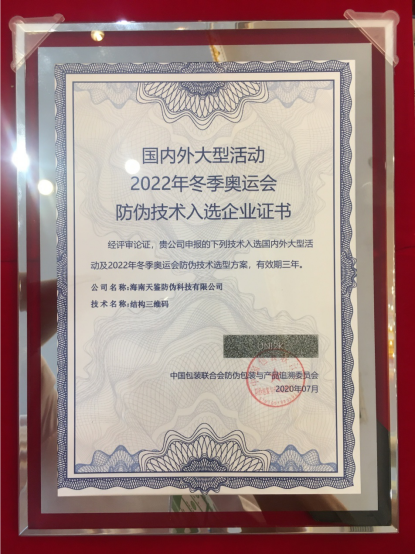 国内外大型活动
2022年冬季奥运会
防伪技术入选企业证书
经评审论证，贵公司申报的下列技术入选国内外大型活
动及2022年冬季奥运会防伪技术选型方案，有效期三年。
公司名称：海南天鉴防伪科技有限公司
技术名称：结构三维码
中国包装联合会防伪包装与产品追溯委员会
2020年07月